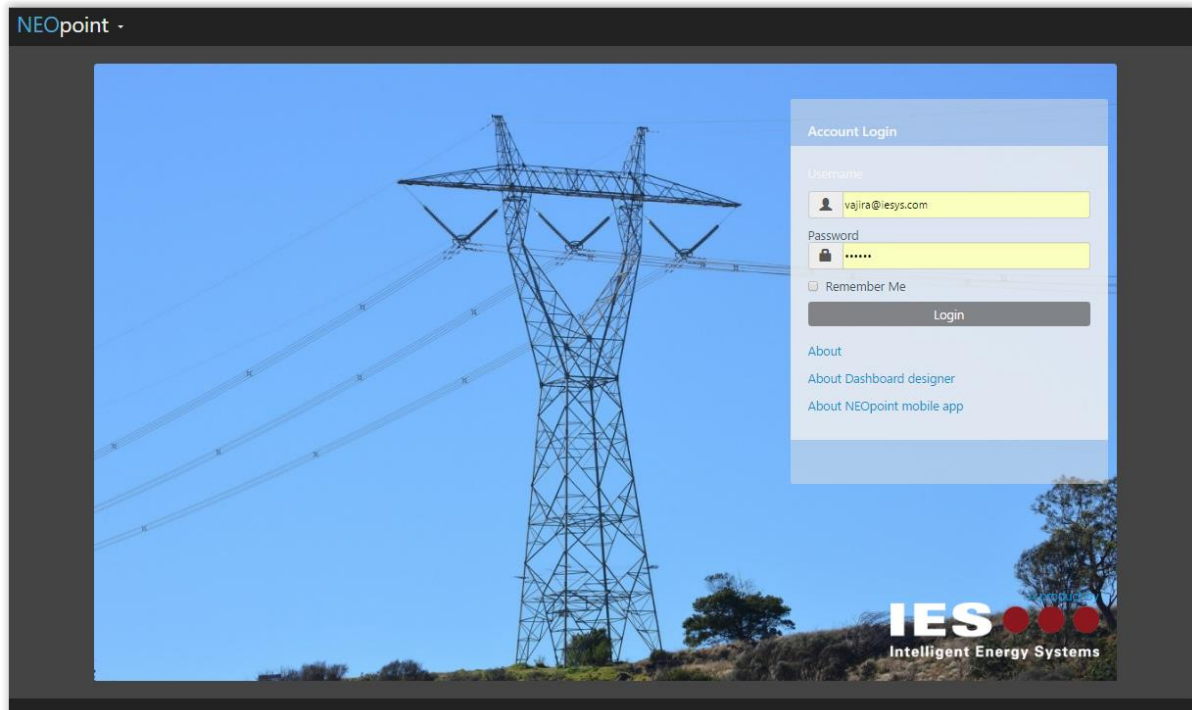 NEOpoint
Account Login
Username
vajira@iesys.com
Password
••••••
Remember Me
Login
About
About Dashboard designer
About NEOpoint mobile app
IES
Intelligent Energy Systems